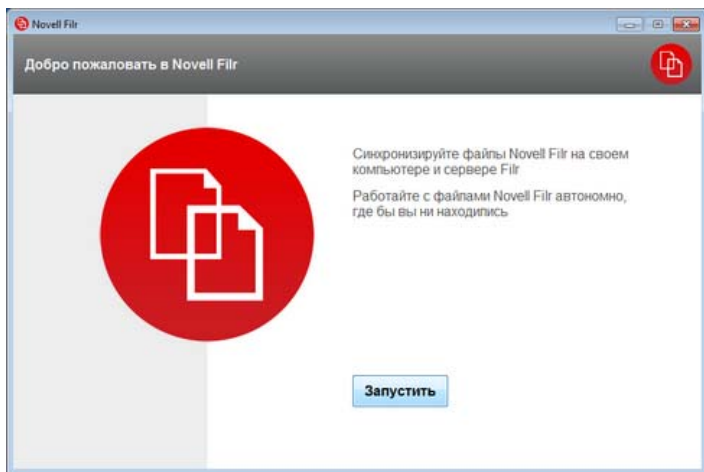 Novell Filr
Добро пожаловать в Novell Filr
Синхронизируйте файлы Novell Filr на своем
компьютере и сервере Filr
Работайте с файлами Novell Filr автономно,
где бы вы ни находились
Запустить